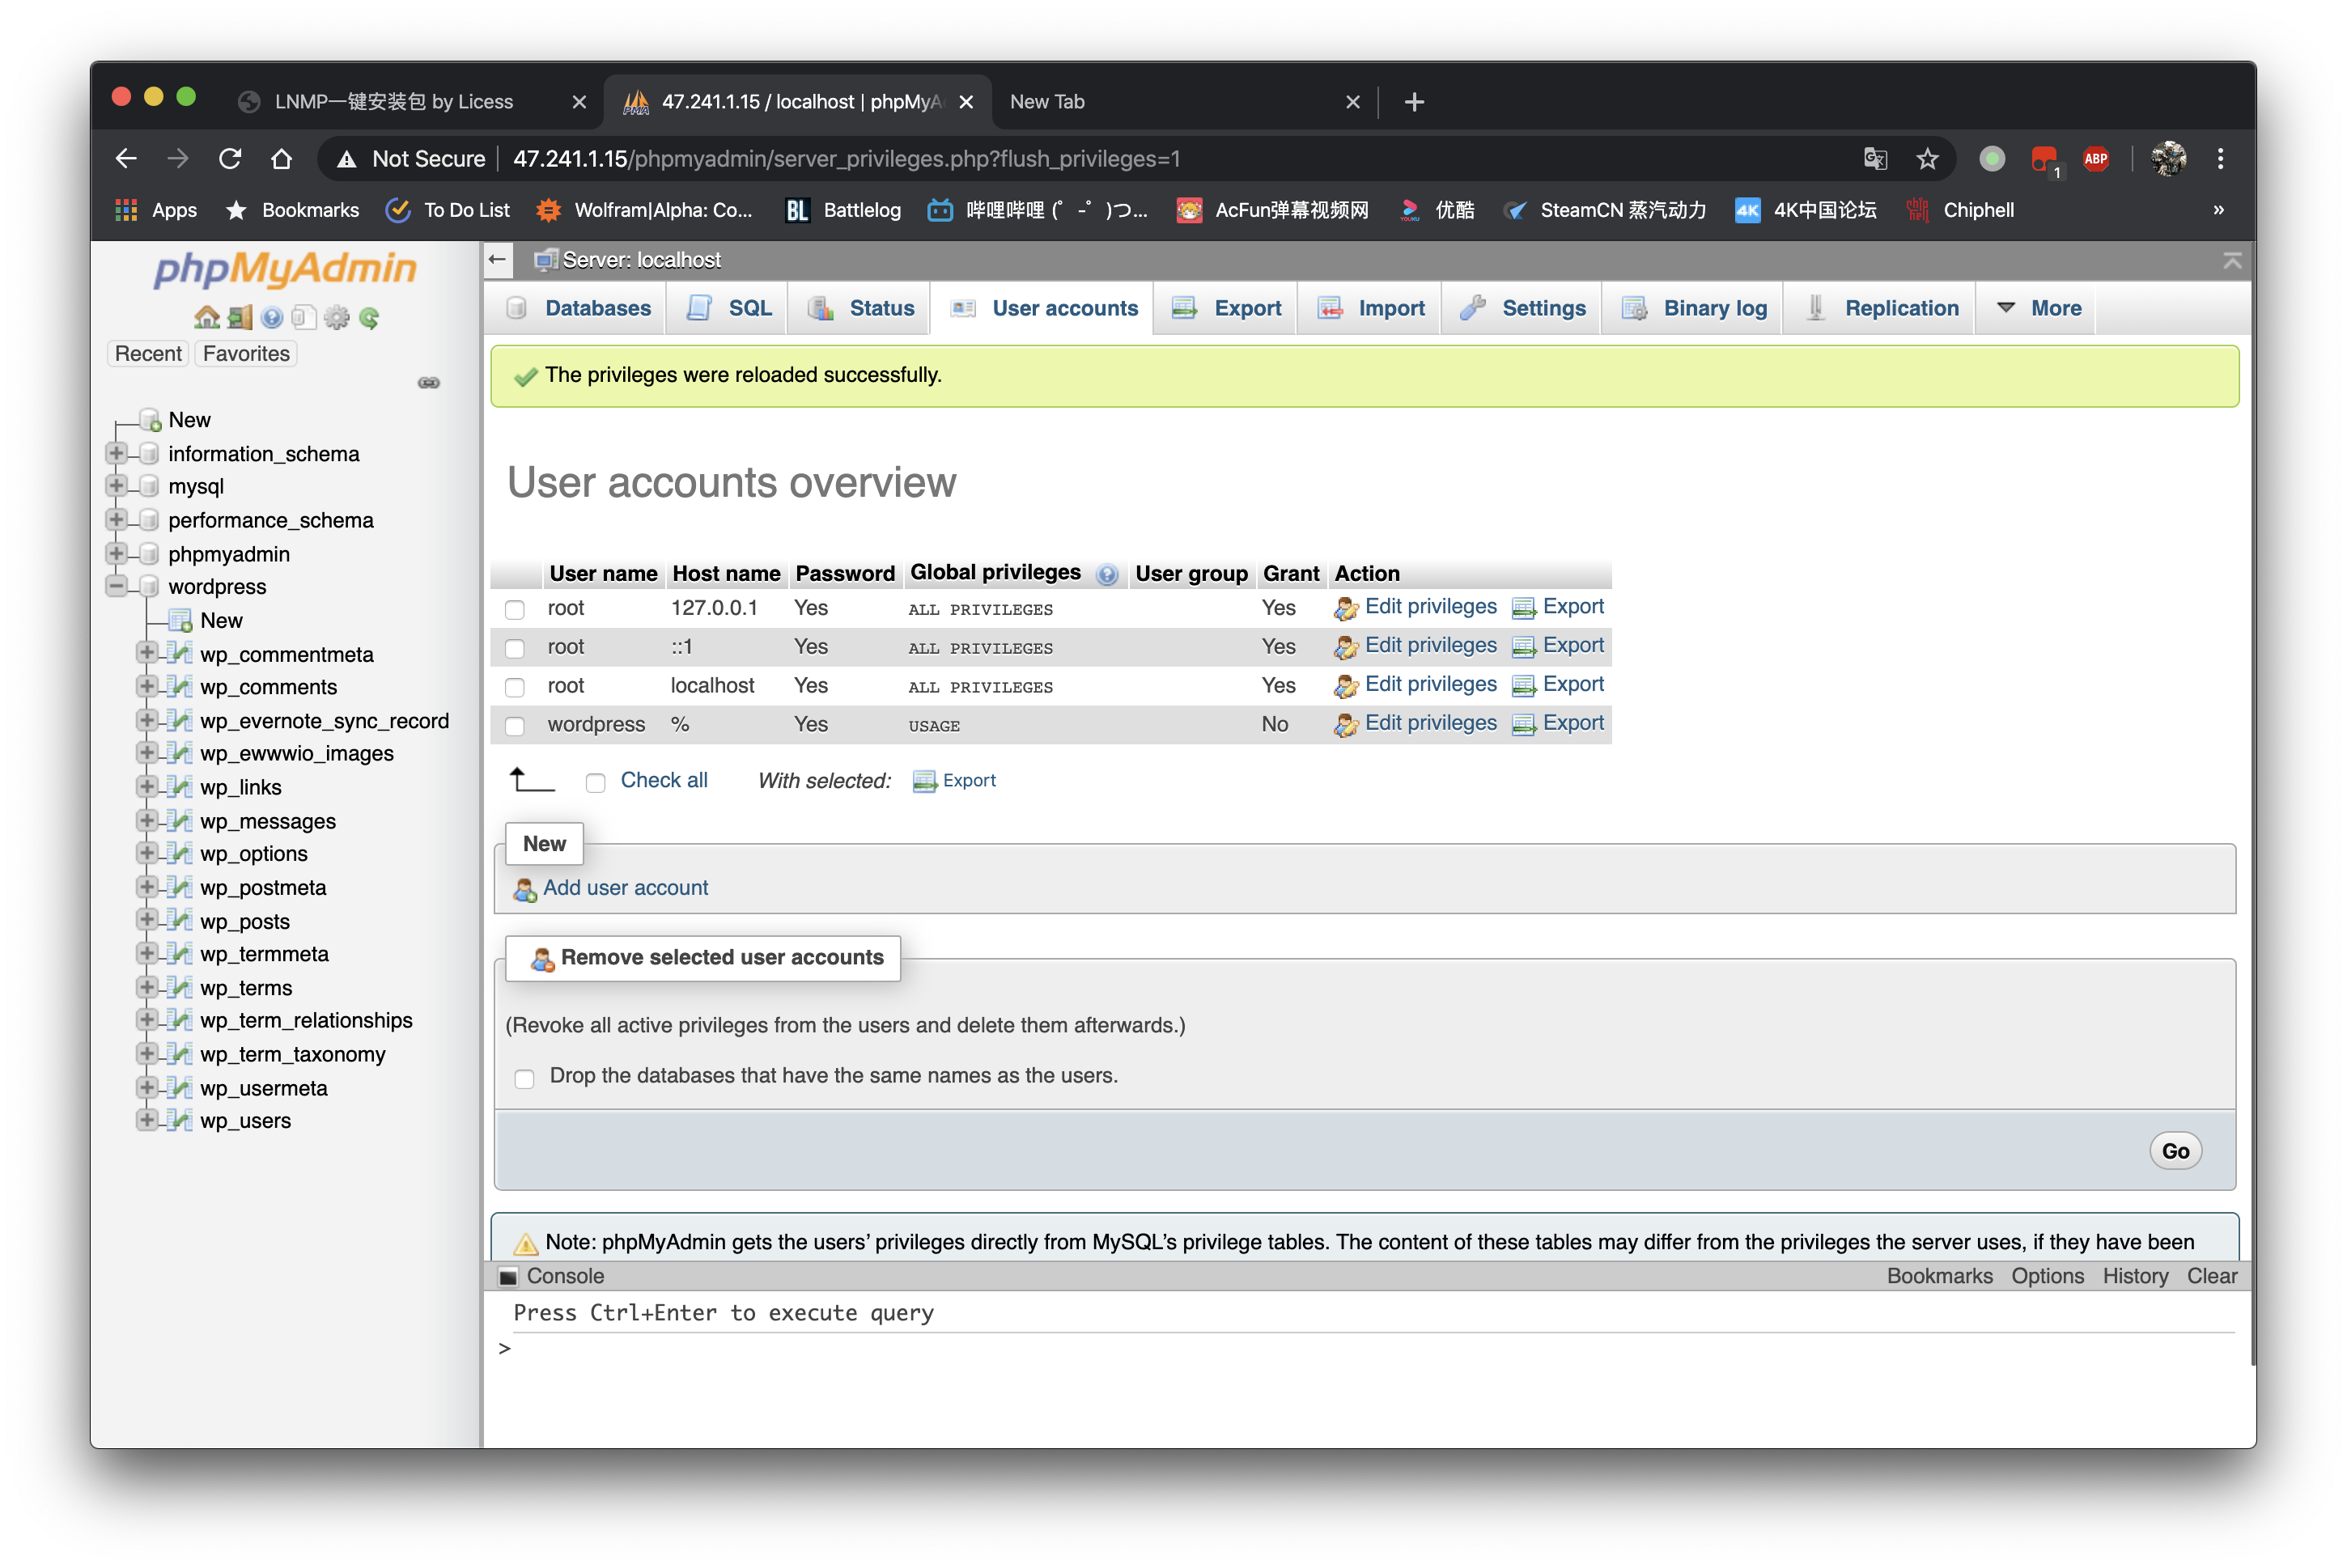 LNMP一键安装包 by Licess
47.241.1.15 / localhost | phpMyA
New Tab
Not Secure 47.241.1.15/phpmyadmin/server_privileges.php?flush_privileges=1
ABP
1
Apps Bookmarks To Do List Wolfram|Alpha: Co... BL Battlelog 哔哩哔哩 (゜-゜)つ... AcFun弹幕视频网 优酷 SteamCN 蒸汽动力 4K 4K中国论坛 Chiphell »
phpMyAdmin
Recent Favorites
New
information_schema
mysql
performance_schema
phpmyadmin
wordpress
New
wp_commentmeta
wp_comments
wp_evernote_sync_record
wp_ewwwio_images
wp_links
wp_messages
wp_options
wp_postmeta
wp_posts
wp_termmeta
wp_terms
wp_term_relationships
wp_term_taxonomy
wp_usermeta
wp_users
Server: localhost
Databases SQL Status User accounts Export Import Settings Binary log Replication More
The privileges were reloaded successfully.
User accounts overview
User name Host name Password Global privileges User group Grant Action
root 127.0.0.1 Yes ALL PRIVILEGES Yes Edit privileges Export
root ::1 Yes ALL PRIVILEGES Yes Edit privileges Export
root localhost Yes ALL PRIVILEGES Yes Edit privileges Export
wordpress % Yes USAGE No Edit privileges Export
Check all With selected: Export
New
Add user account
Remove selected user accounts
(Revoke all active privileges from the users and delete them afterwards.)
Drop the databases that have the same names as the users.
Go
Note: phpMyAdmin gets the users’ privileges directly from MySQL’s privilege tables. The content of these tables may differ from the privileges the server uses, if they have been
Console Bookmarks Options History Clear
Press Ctrl+Enter to execute query
>